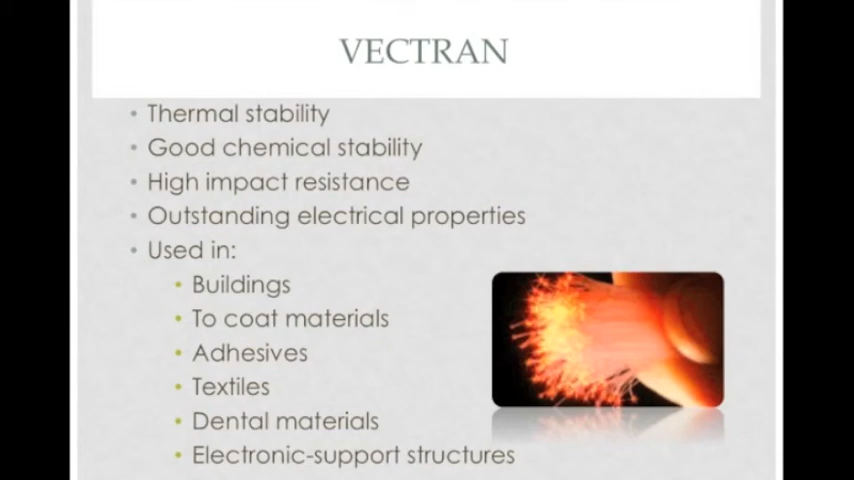 VECTRAN
• Thermal stability
• Good chemical stability
• High impact resistance
• Outstanding electrical properties
• Used in:
• Buildings
• To coat materials
• Adhesives
• Textiles
• Dental materials
• Electronic-support structures